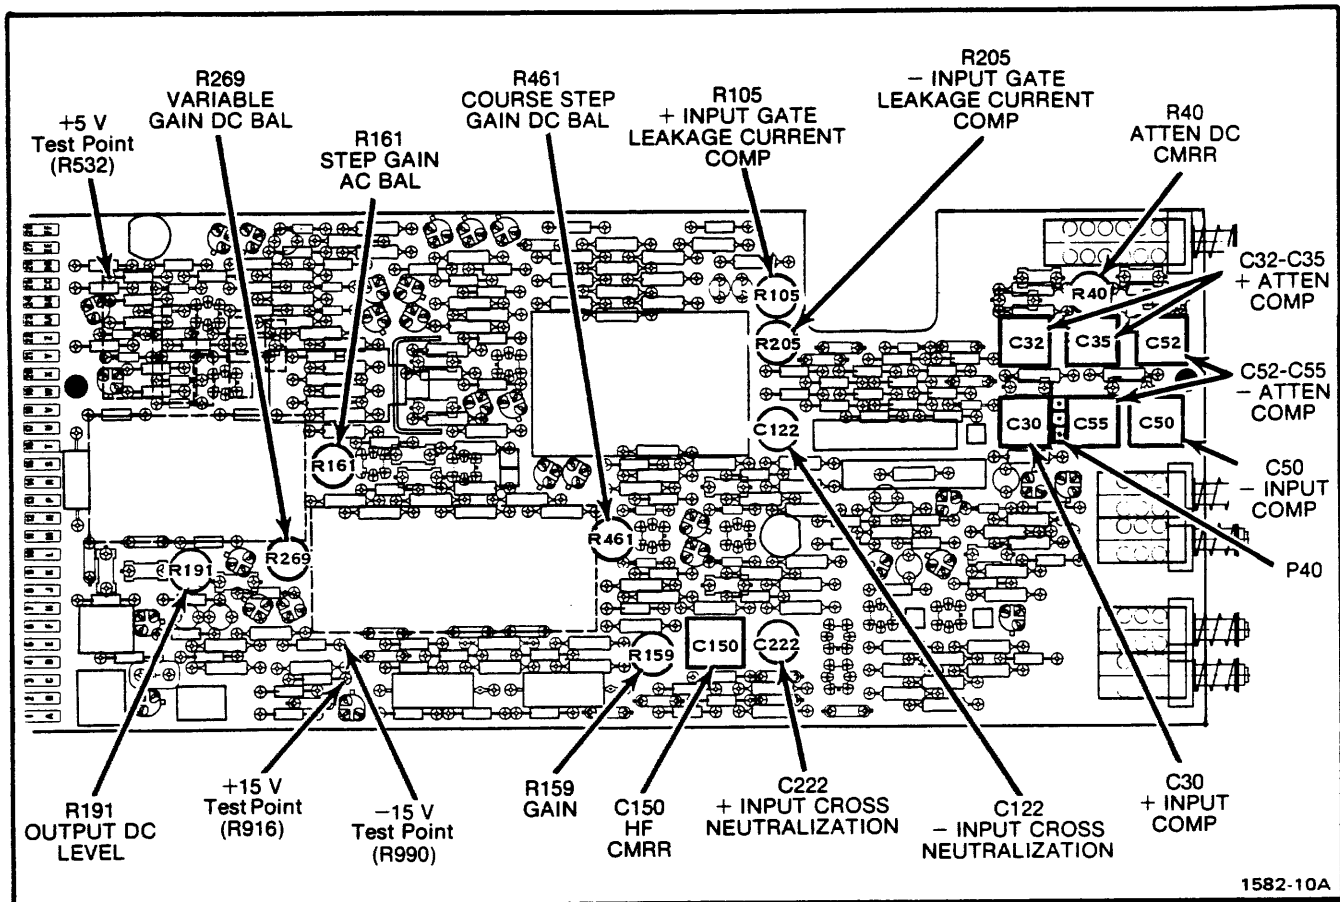 R269
VARIABLE
GAIN DC BAL
+5 V
Test Point
(R532)
R161
STEP GAIN
AC BAL
R461
COURSE STEP
GAIN DC BAL
R105
+ INPUT GATE
LEAKAGE CURRENT
COMP
R205
− INPUT GATE
LEAKAGE CURRENT
COMP
R40
ATTEN DC
CMRR
C32-C35
+ ATTEN
COMP
C52-C55
− ATTEN
COMP
C50
− INPUT
COMP
P40
R105
R205
R40
C32
C35
C52
C30
C55
C50
C122
R161
R461
R191
R269
R159
C150
C222
R191
OUTPUT DC
LEVEL
+15 V
Test Point
(R916)
−15 V
Test Point
(R990)
R159
GAIN
C150
HF
CMRR
C222
+ INPUT CROSS
NEUTRALIZATION
C122
− INPUT CROSS
NEUTRALIZATION
C30
+ INPUT
COMP
1582-10A